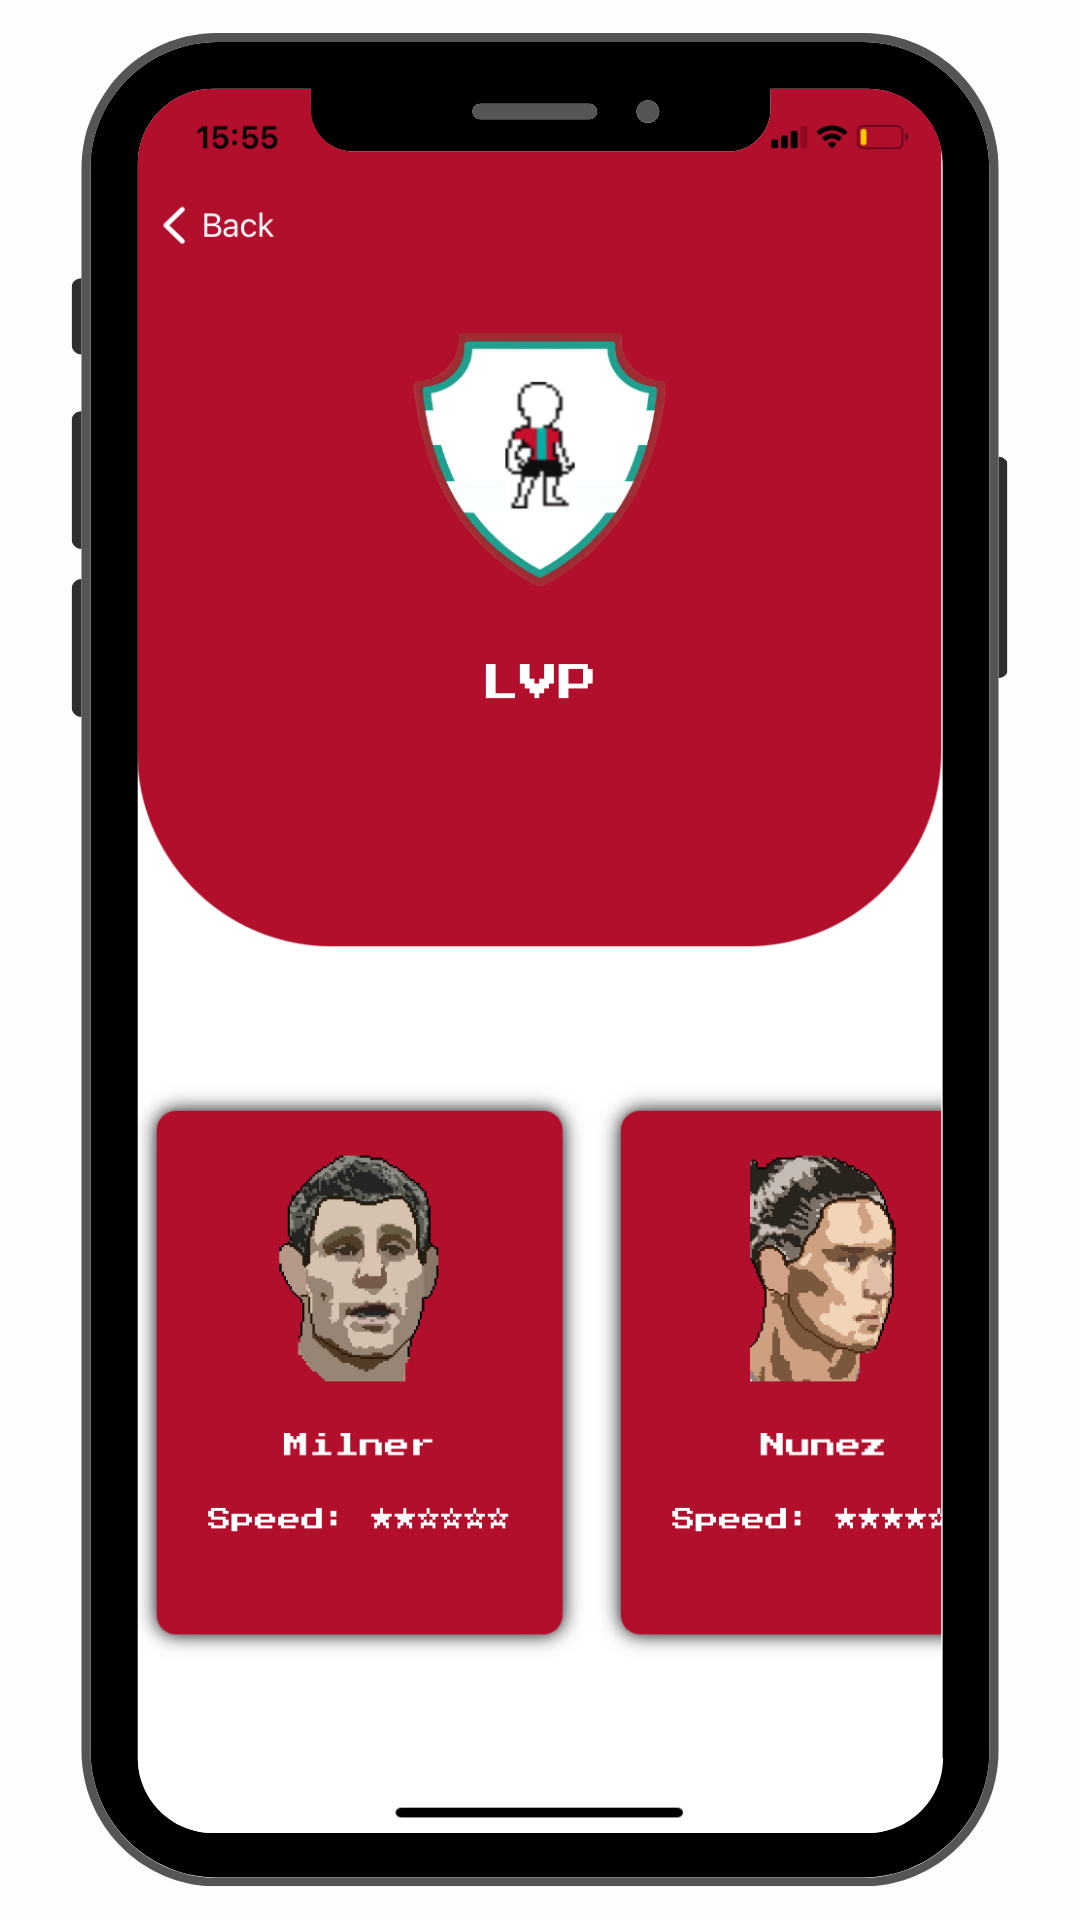 15:55
Back
LVP
Milner
Speed: ★★☆☆☆☆
Nunez
Speed: ★★★★☆